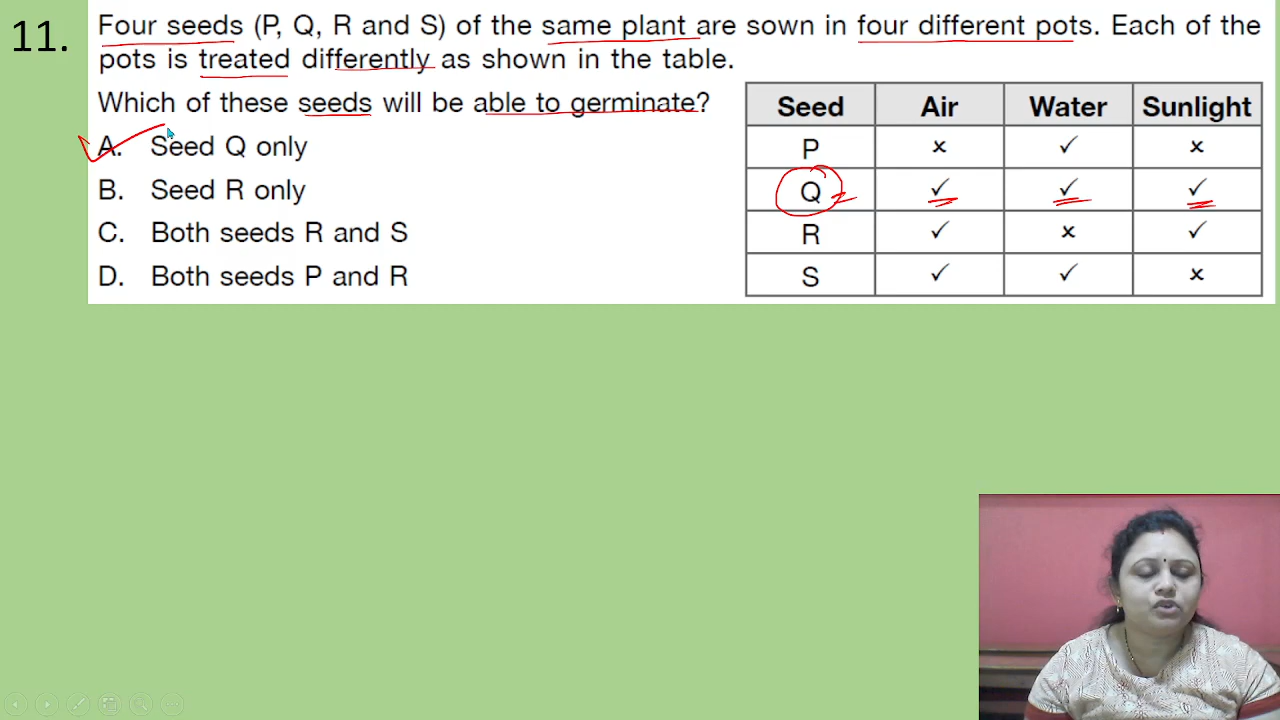 11. Four seeds (P, Q, R and S) of the same plant are sown in four different pots. Each of the
pots is treated differently as shown in the table.
Which of these seeds will be able to germinate?
A. Seed Q only
B. Seed R only
C. Both seeds R and S
D. Both seeds P and R
Seed Air Water Sunlight
P × ✓ ×
Q ✓ ✓ ✓
R ✓ × ✓
S ✓ ✓ ×